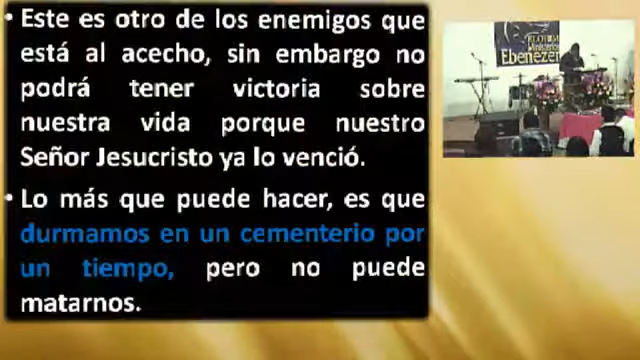 • Este es otro de los enemigos que
está al acecho, sin embargo no
podrá tener victoria sobre
nuestra vida porque nuestro
Señor Jesucristo ya lo venció.
• Lo más que puede hacer, es que
durmamos en un cementerio por
un tiempo, pero no puede
matarnos.
Ministerios
Ebenezer